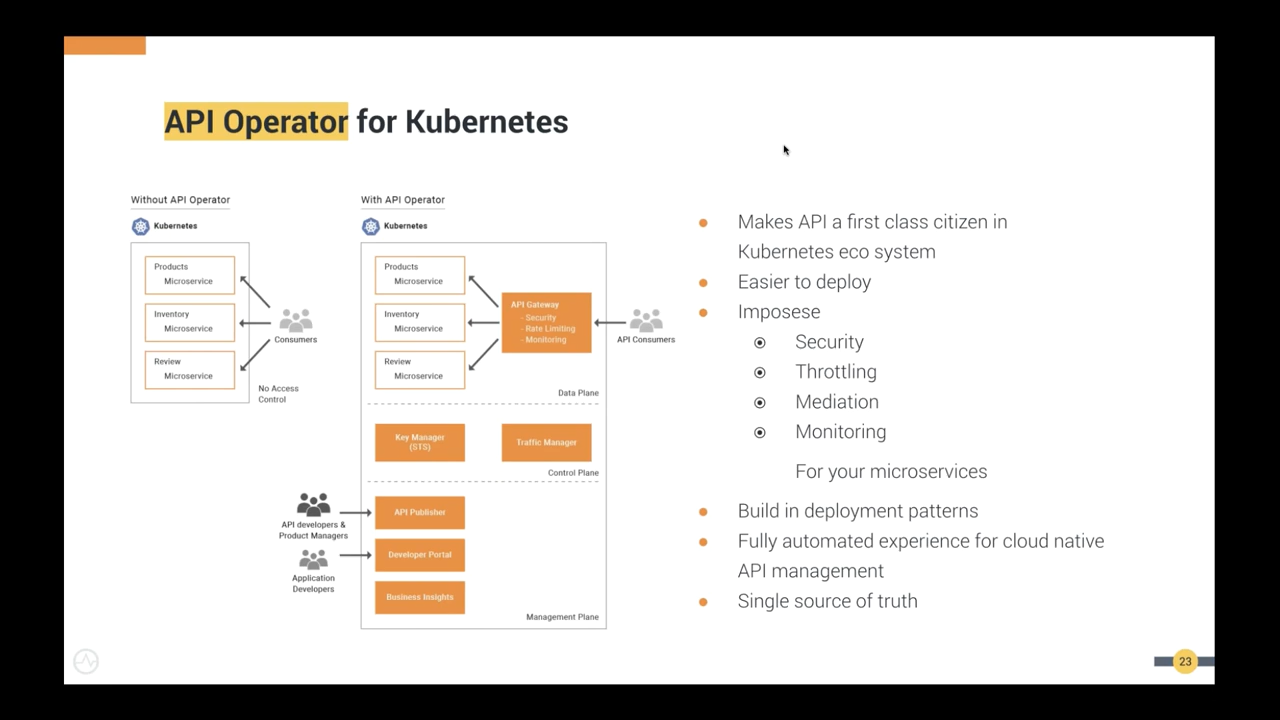 API Operator for Kubernetes
Without API Operator
Kubernetes
Products
Microservice
Inventory
Microservice
Review
Microservice
Consumers
No Access
Control
With API Operator
Kubernetes
Products
Microservice
Inventory
Microservice
Review
Microservice
API Gateway
- Security
- Rate Limiting
- Monitoring
API Consumers
Data Plane
Key Manager
(STS)
Traffic Manager
Control Plane
API developers &
Product Managers
API Publisher
Application
Developers
Developer Portal
Business Insights
Management Plane
Makes API a first class citizen in
Kubernetes eco system
Easier to deploy
Imposese
Security
Throttling
Mediation
Monitoring
For your microservices
Build in deployment patterns
Fully automated experience for cloud native
API management
Single source of truth
23